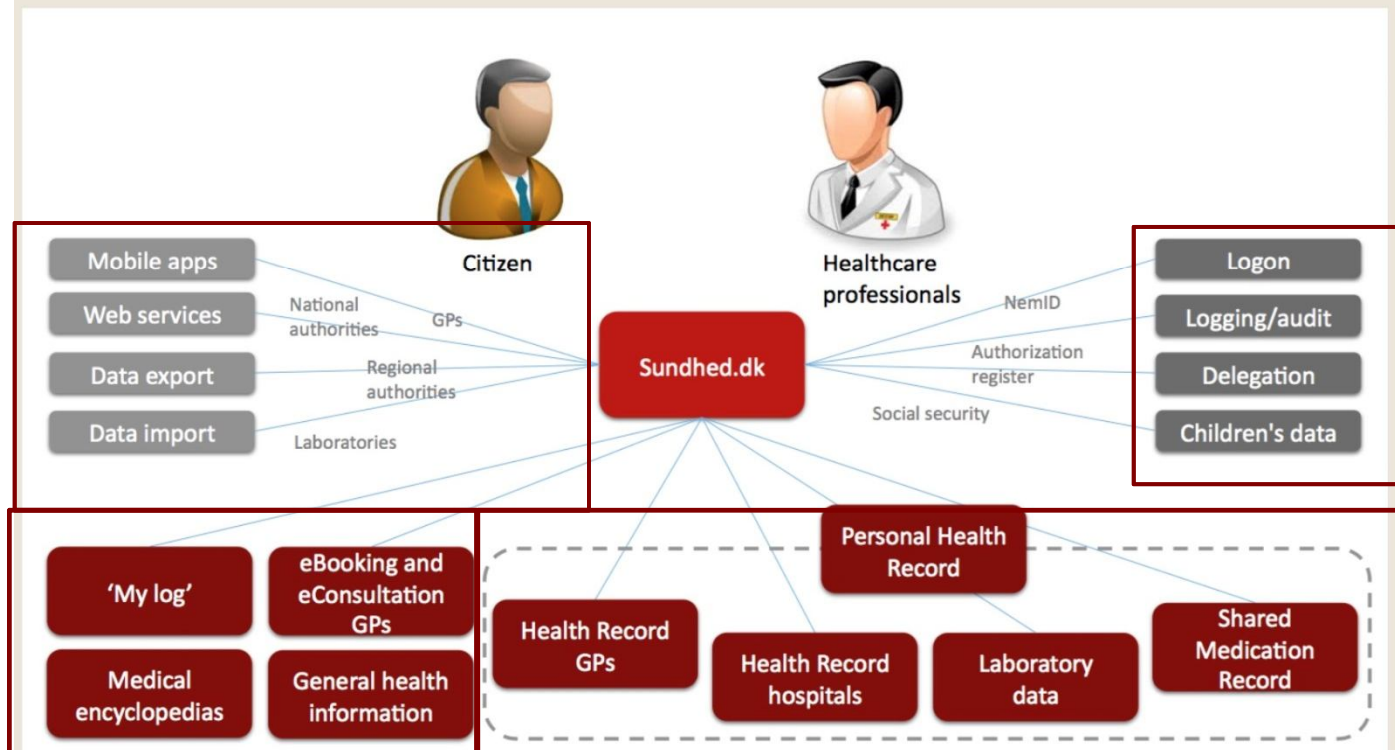 Citizen
Healthcare
professionals
Mobile apps
Web services
Data export
Data import
National
authorities
GPs
Regional
authorities
Laboratories
Sundhed.dk
NemID
Authorization
register
Social security
Logon
Logging/audit
Delegation
Children's data
‘My log’
eBooking and
eConsultation
GPs
Medical
encyclopedias
General health
information
Personal Health
Record
Health Record
GPs
Health Record
hospitals
Laboratory
data
Shared
Medication
Record